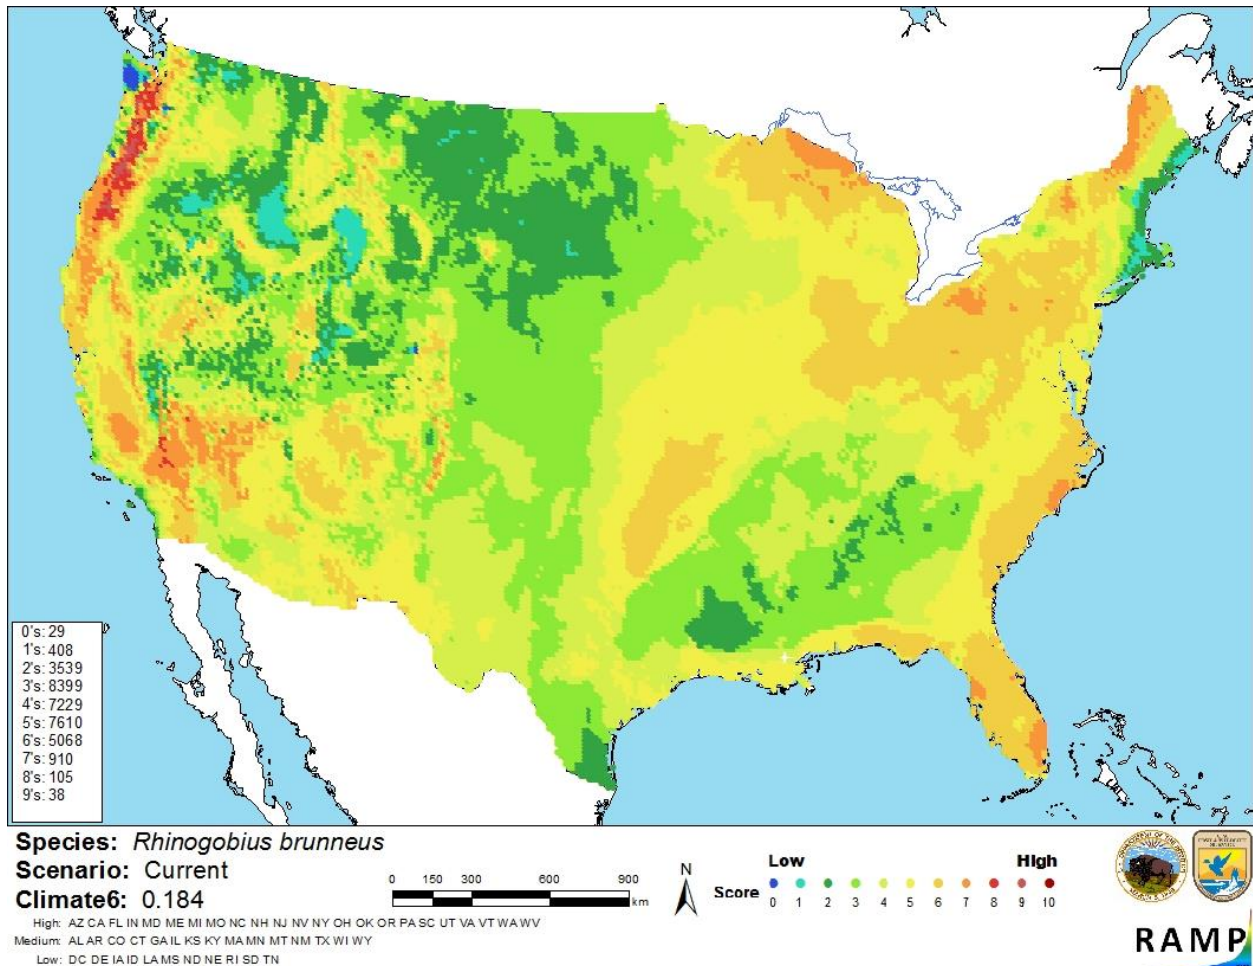 0's: 29
1's: 408
2's: 3539
3's: 8399
4's: 7229
5's: 7610
6's: 5068
7's: 910
8's: 105
9's: 38
Species: Rhinogobius brunneus
Scenario: Current
Climate6: 0.184
High: AZ CA FL IN MD ME MI MO NC NH NJ NV NY OH OK OR PA SC UT VA VT WA WV
Medium: AL AR CO CT GA IL KS KY MA MN MT NM TX WI WY
Low: DC DE IA ID LA MS ND NE RI SD TN
0 150 300 600 900
km
N
Low High
Score 0 1 2 3 4 5 6 7 8 9 10
RAMP